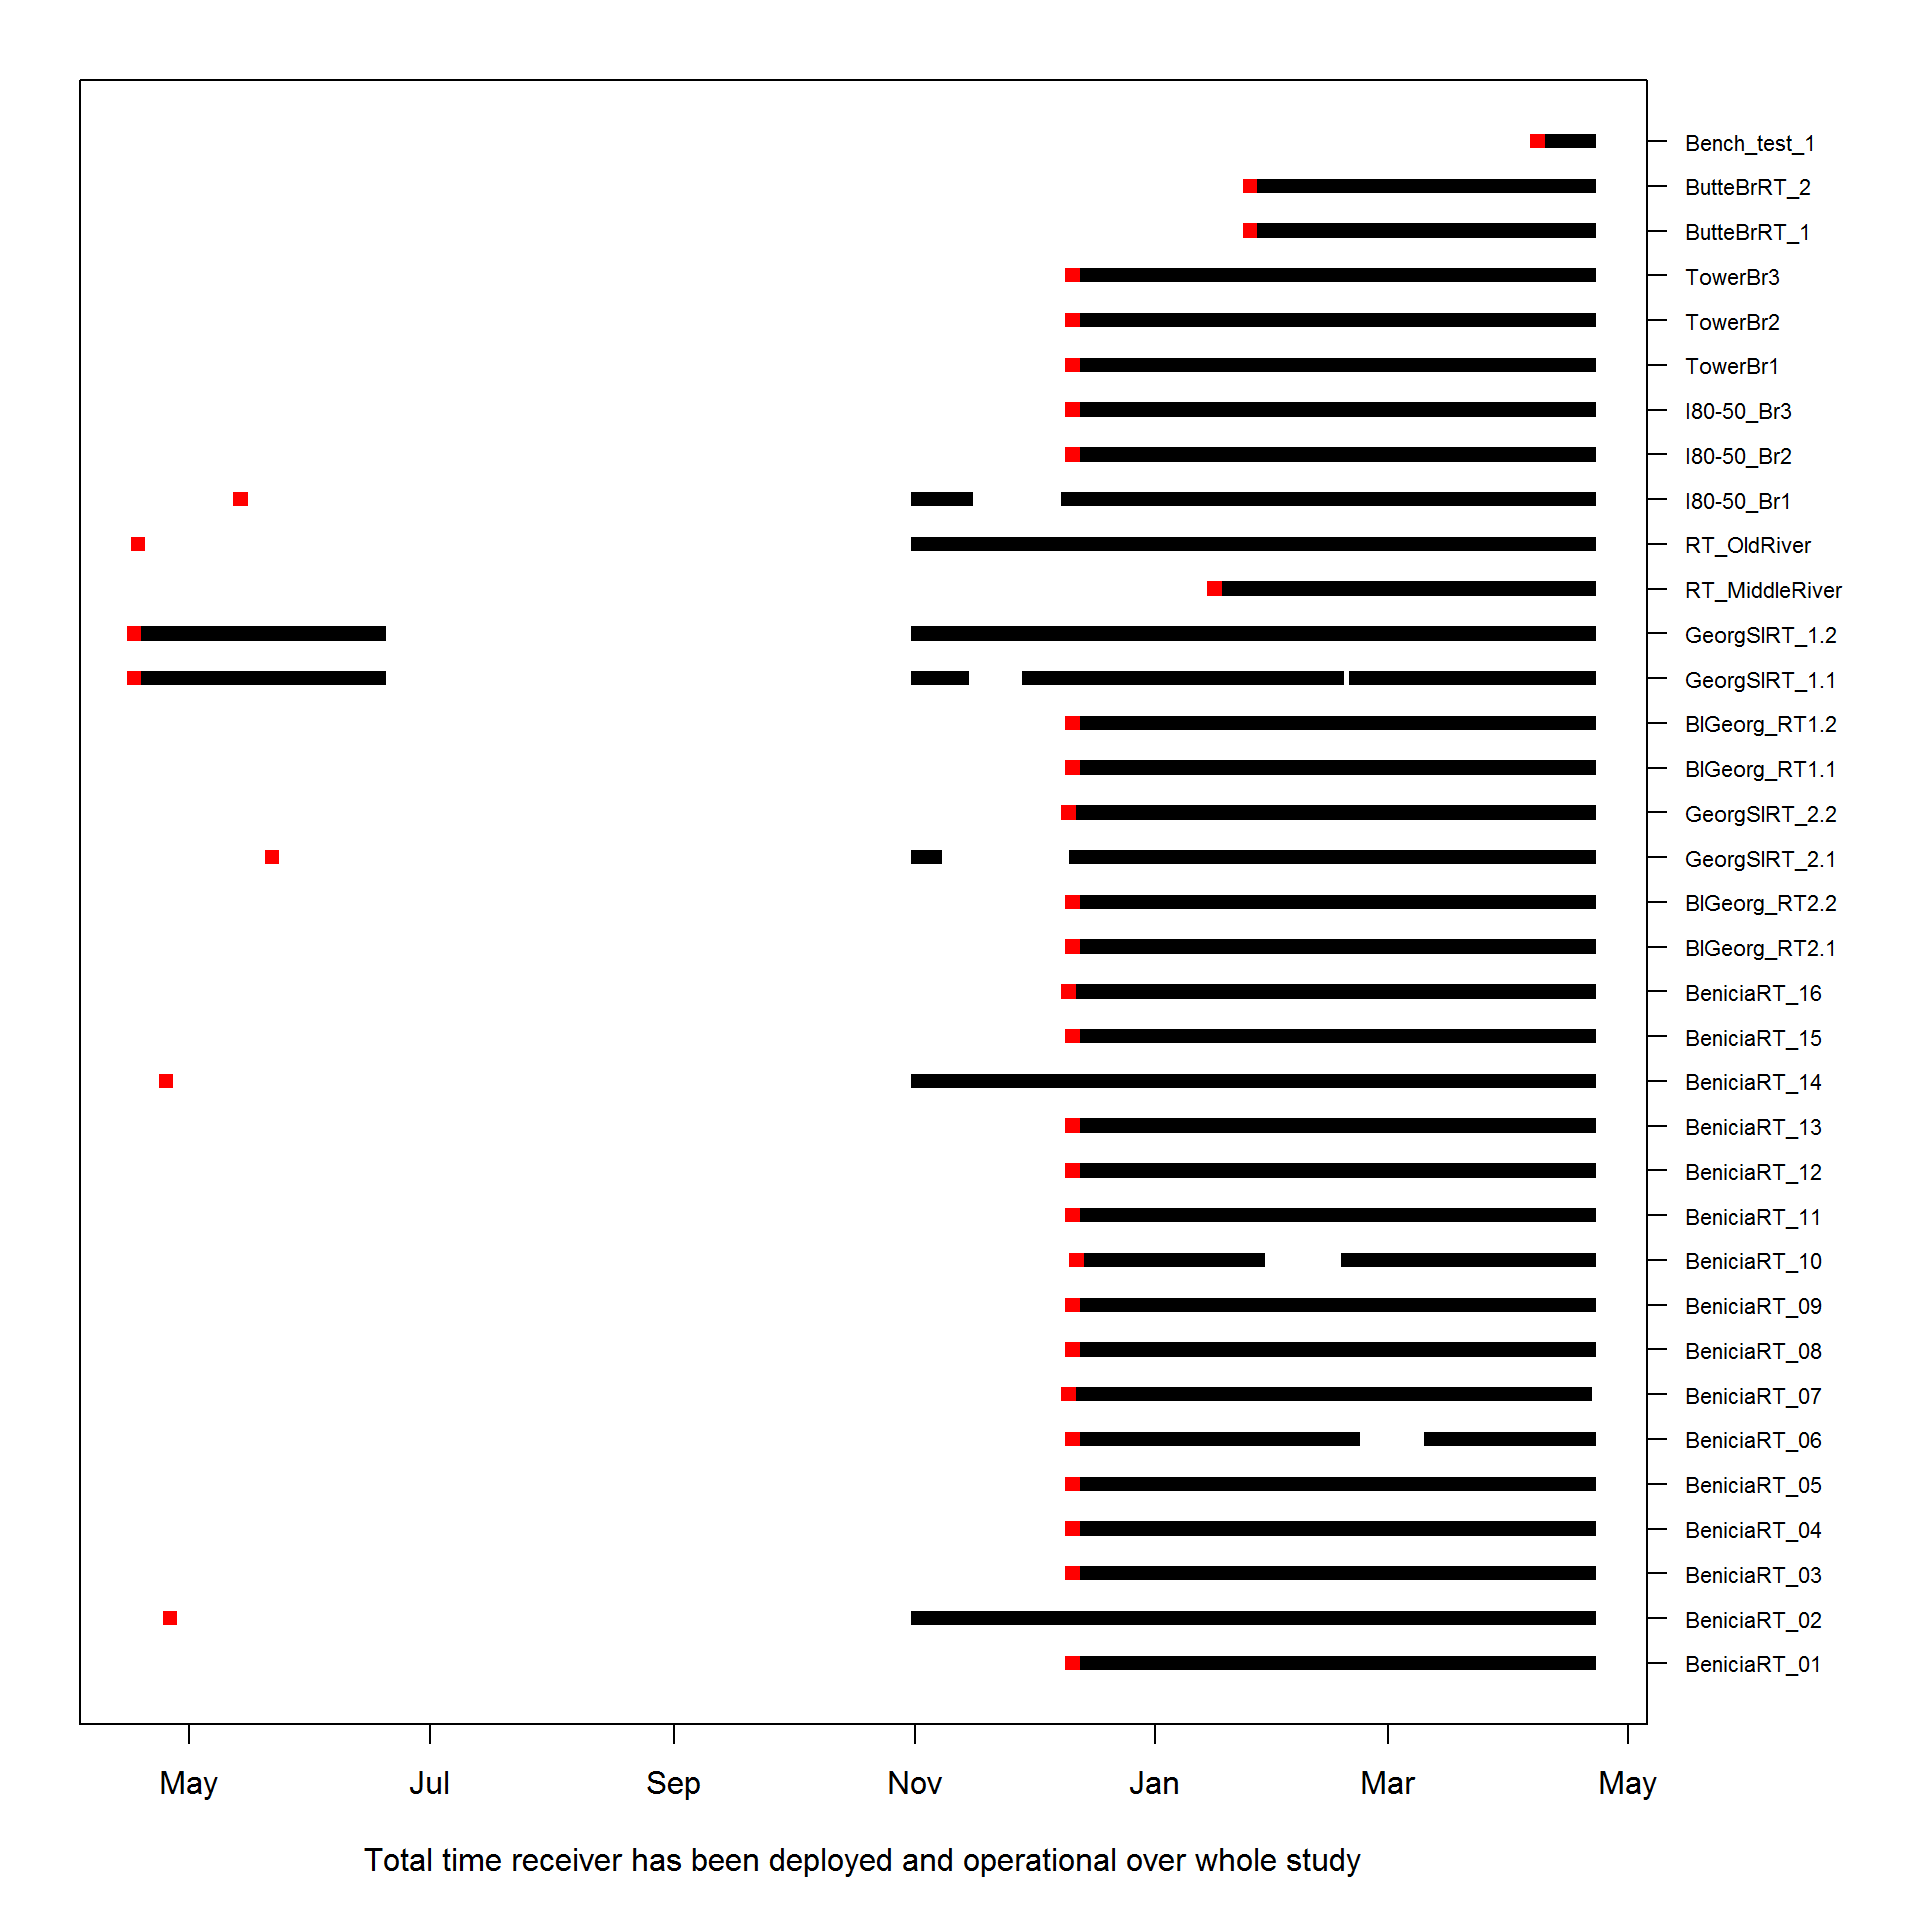 Bench_test_1
ButteBrRT_2
ButteBrRT_1
TowerBr3
TowerBr2
TowerBr1
I80-50_Br3
I80-50_Br2
I80-50_Br1
RT_OldRiver
RT_MiddleRiver
GeorgSlRT_1.2
GeorgSlRT_1.1
BlGeorg_RT1.2
BlGeorg_RT1.1
GeorgSlRT_2.2
GeorgSlRT_2.1
BlGeorg_RT2.2
BlGeorg_RT2.1
BeniciaRT_16
BeniciaRT_15
BeniciaRT_14
BeniciaRT_13
BeniciaRT_12
BeniciaRT_11
BeniciaRT_10
BeniciaRT_09
BeniciaRT_08
BeniciaRT_07
BeniciaRT_06
BeniciaRT_05
BeniciaRT_04
BeniciaRT_03
BeniciaRT_02
BeniciaRT_01
May Jul Sep Nov Jan Mar May
Total time receiver has been deployed and operational over whole study